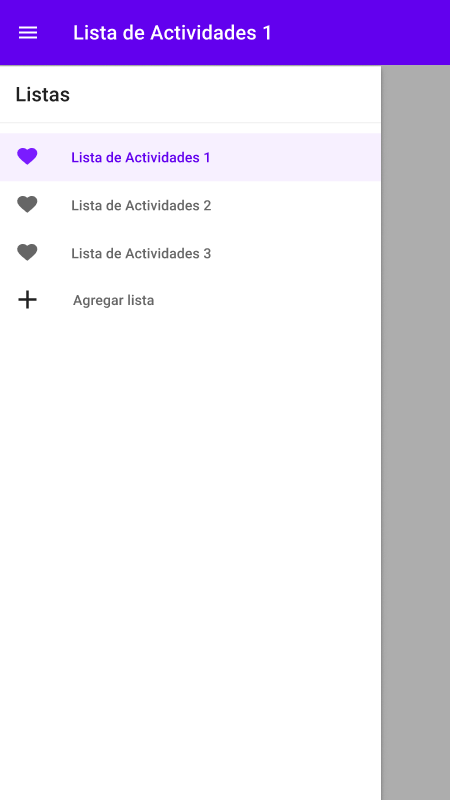 Lista de Actividades 1
Listas
Lista de Actividades 1
Lista de Actividades 2
Lista de Actividades 3
Agregar lista